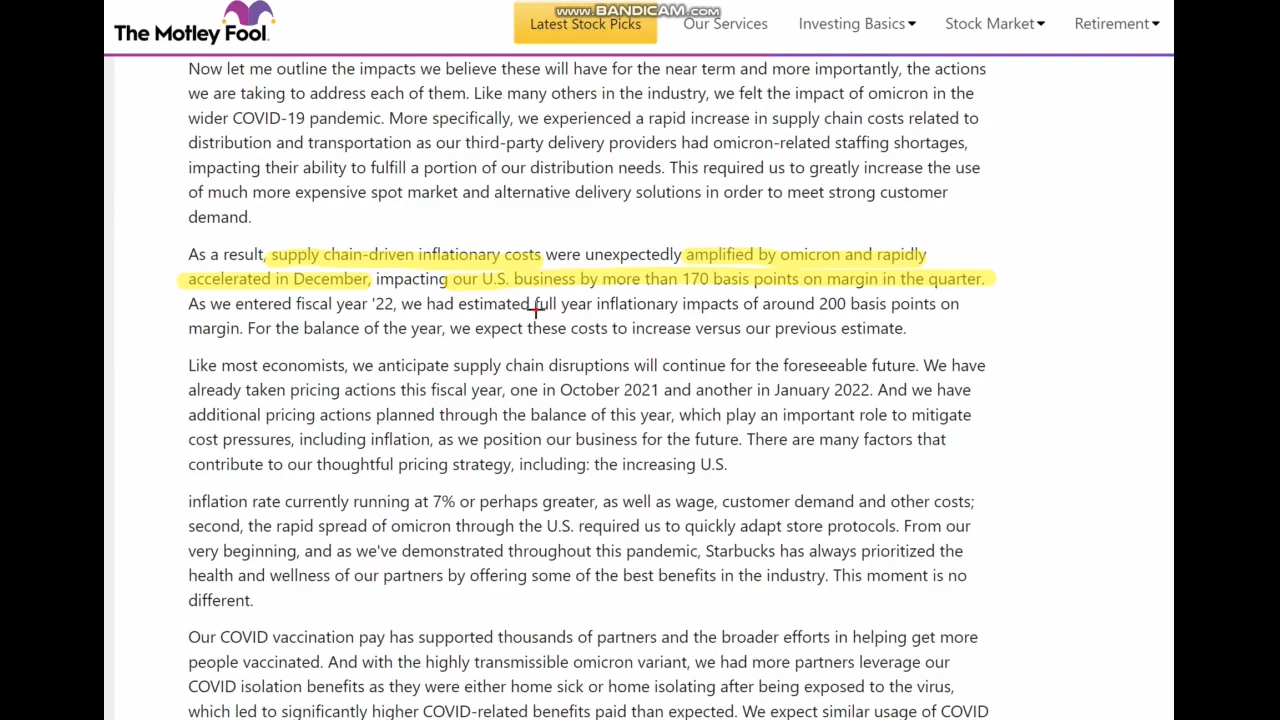 www.BANDICAM.com
The Motley Fool.
Latest Stock Picks
Our Services
Investing Basics
Stock Market
Retirement
Now let me outline the impacts we believe these will have for the near term and more importantly, the actions
we are taking to address each of them. Like many others in the industry, we felt the impact of omicron in the
wider COVID-19 pandemic. More specifically, we experienced a rapid increase in supply chain costs related to
distribution and transportation as our third-party delivery providers had omicron-related staffing shortages,
impacting their ability to fulfill a portion of our distribution needs. This required us to greatly increase the use
of much more expensive spot market and alternative delivery solutions in order to meet strong customer
demand.
As a result, supply chain-driven inflationary costs were unexpectedly amplified by omicron and rapidly
accelerated in December, impacting our U.S. business by more than 170 basis points on margin in the quarter.
As we entered fiscal year '22, we had estimated full year inflationary impacts of around 200 basis points on
margin. For the balance of the year, we expect these costs to increase versus our previous estimate.
Like most economists, we anticipate supply chain disruptions will continue for the foreseeable future. We have
already taken pricing actions this fiscal year, one in October 2021 and another in January 2022. And we have
additional pricing actions planned through the balance of this year, which play an important role to mitigate
cost pressures, including inflation, as we position our business for the future. There are many factors that
contribute to our thoughtful pricing strategy, including: the increasing U.S.
inflation rate currently running at 7% or perhaps greater, as well as wage, customer demand and other costs;
second, the rapid spread of omicron through the U.S. required us to quickly adapt store protocols. From our
very beginning, and as we've demonstrated throughout this pandemic, Starbucks has always prioritized the
health and wellness of our partners by offering some of the best benefits in the industry. This moment is no
different.
Our COVID vaccination pay has supported thousands of partners and the broader efforts in helping get more
people vaccinated. And with the highly transmissible omicron variant, we had more partners leverage our
COVID isolation benefits as they were either home sick or home isolating after being exposed to the virus,
which led to significantly higher COVID-related benefits paid than expected. We expect similar usage of COVID